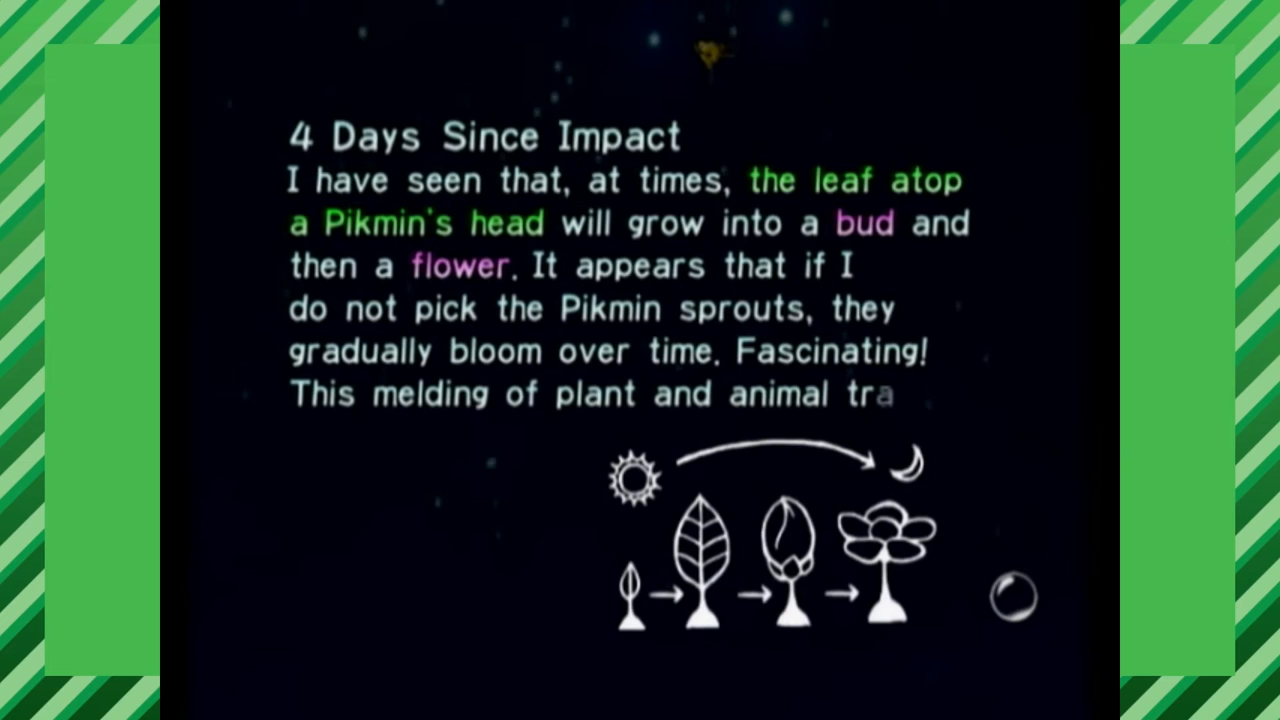 4 Days Since Impact
I have seen that, at times, the leaf atop
a Pikmin's head will grow into a bud and
then a flower. It appears that if I
do not pick the Pikmin sprouts, they
gradually bloom over time. Fascinating!
This melding of plant and animal tra